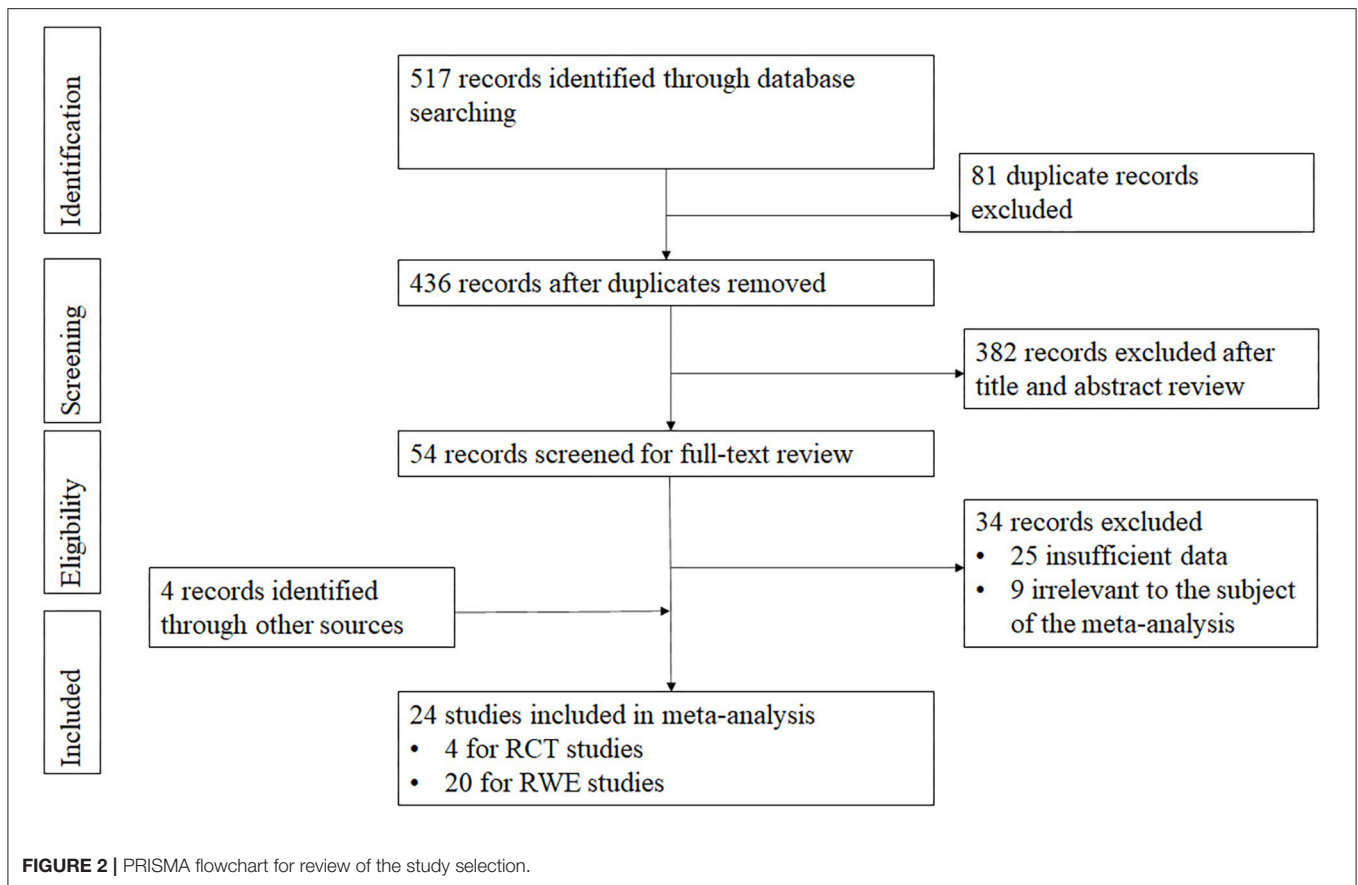 Identification
517 records identified through database
searching
81 duplicate records
excluded
Screening
436 records after duplicates removed
382 records excluded after
title and abstract review
Eligibility
54 records screened for full-text review
34 records excluded
• 25 insufficient data
• 9 irrelevant to the subject
of the meta-analysis
4 records identified
through other sources
Included
24 studies included in meta-analysis
• 4 for RCT studies
• 20 for RWE studies
FIGURE 2 | PRISMA flowchart for review of the study selection.